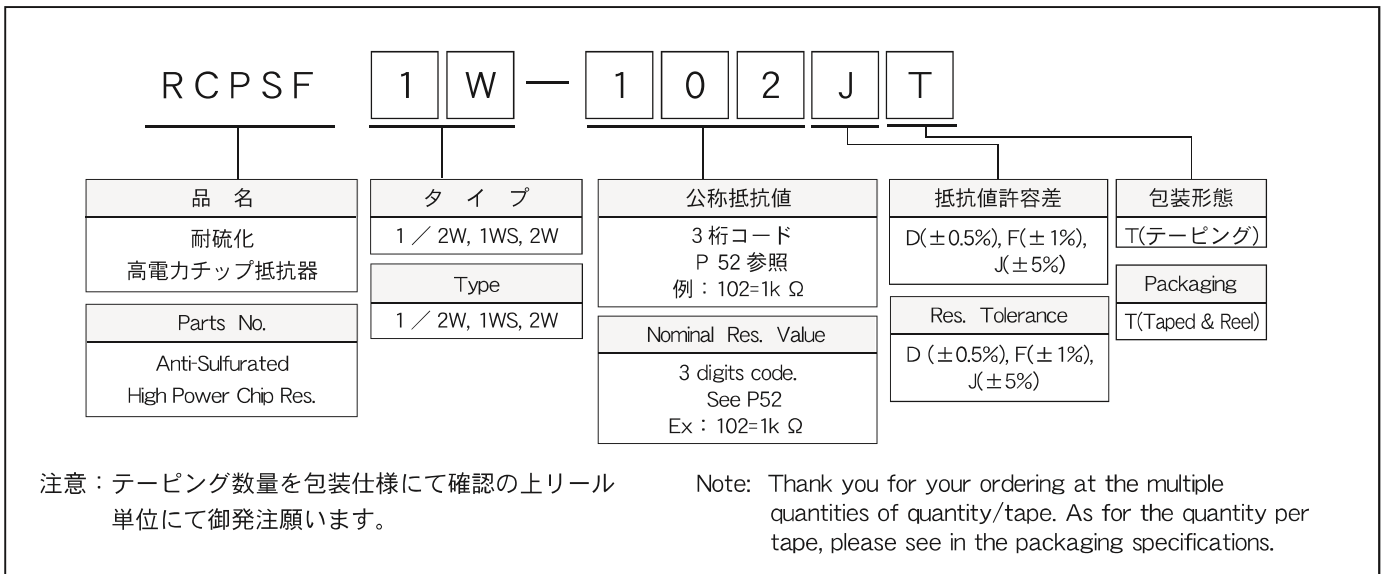 RCPSF 1 W — 1 0 2 J T
品 名
耐硫化
高電力チップ抵抗器
Parts No.
Anti-Sulfurated
High Power Chip Res.
タ イ プ
1 ／ 2W, 1WS, 2W
Type
1 ／ 2W, 1WS, 2W
公称抵抗値
3 桁コード
P 52 参照
例：102=1k Ω
Nominal Res. Value
3 digits code.
See P52
Ex：102=1k Ω
抵抗値許容差
D(±0.5%), F(±1%),
J(±5%)
Res. Tolerance
D (±0.5%), F(±1%),
J(±5%)
包装形態
T(テーピング)
Packaging
T(Taped & Reel)
注意：テーピング数量を包装仕様にて確認の上リール
単位にて御発注願います。
Note: Thank you for your ordering at the multiple
quantities of quantity/tape. As for the quantity per
tape, please see in the packaging specifications.